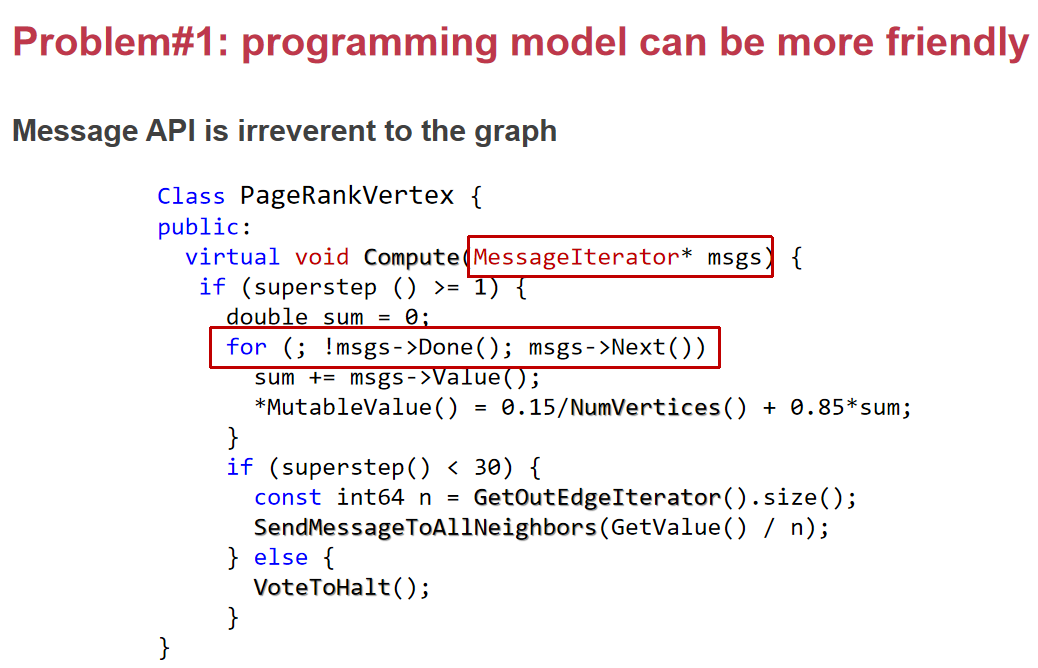 Problem#1: programming model can be more friendly
Message API is irreverent to the graph
Class PageRankVertex {
public:
virtual void Compute(MessageIterator* msgs) {
if (superstep () >= 1) {
double sum = 0;
for (; !msgs->Done(); msgs->Next())
sum += msgs->Value();
*MutableValue() = 0.15/NumVertices() + 0.85*sum;
}
if (superstep() < 30) {
const int64 n = GetOutEdgeIterator().size();
SendMessageToAllNeighbors(GetValue() / n);
} else {
VoteToHalt();
}
}